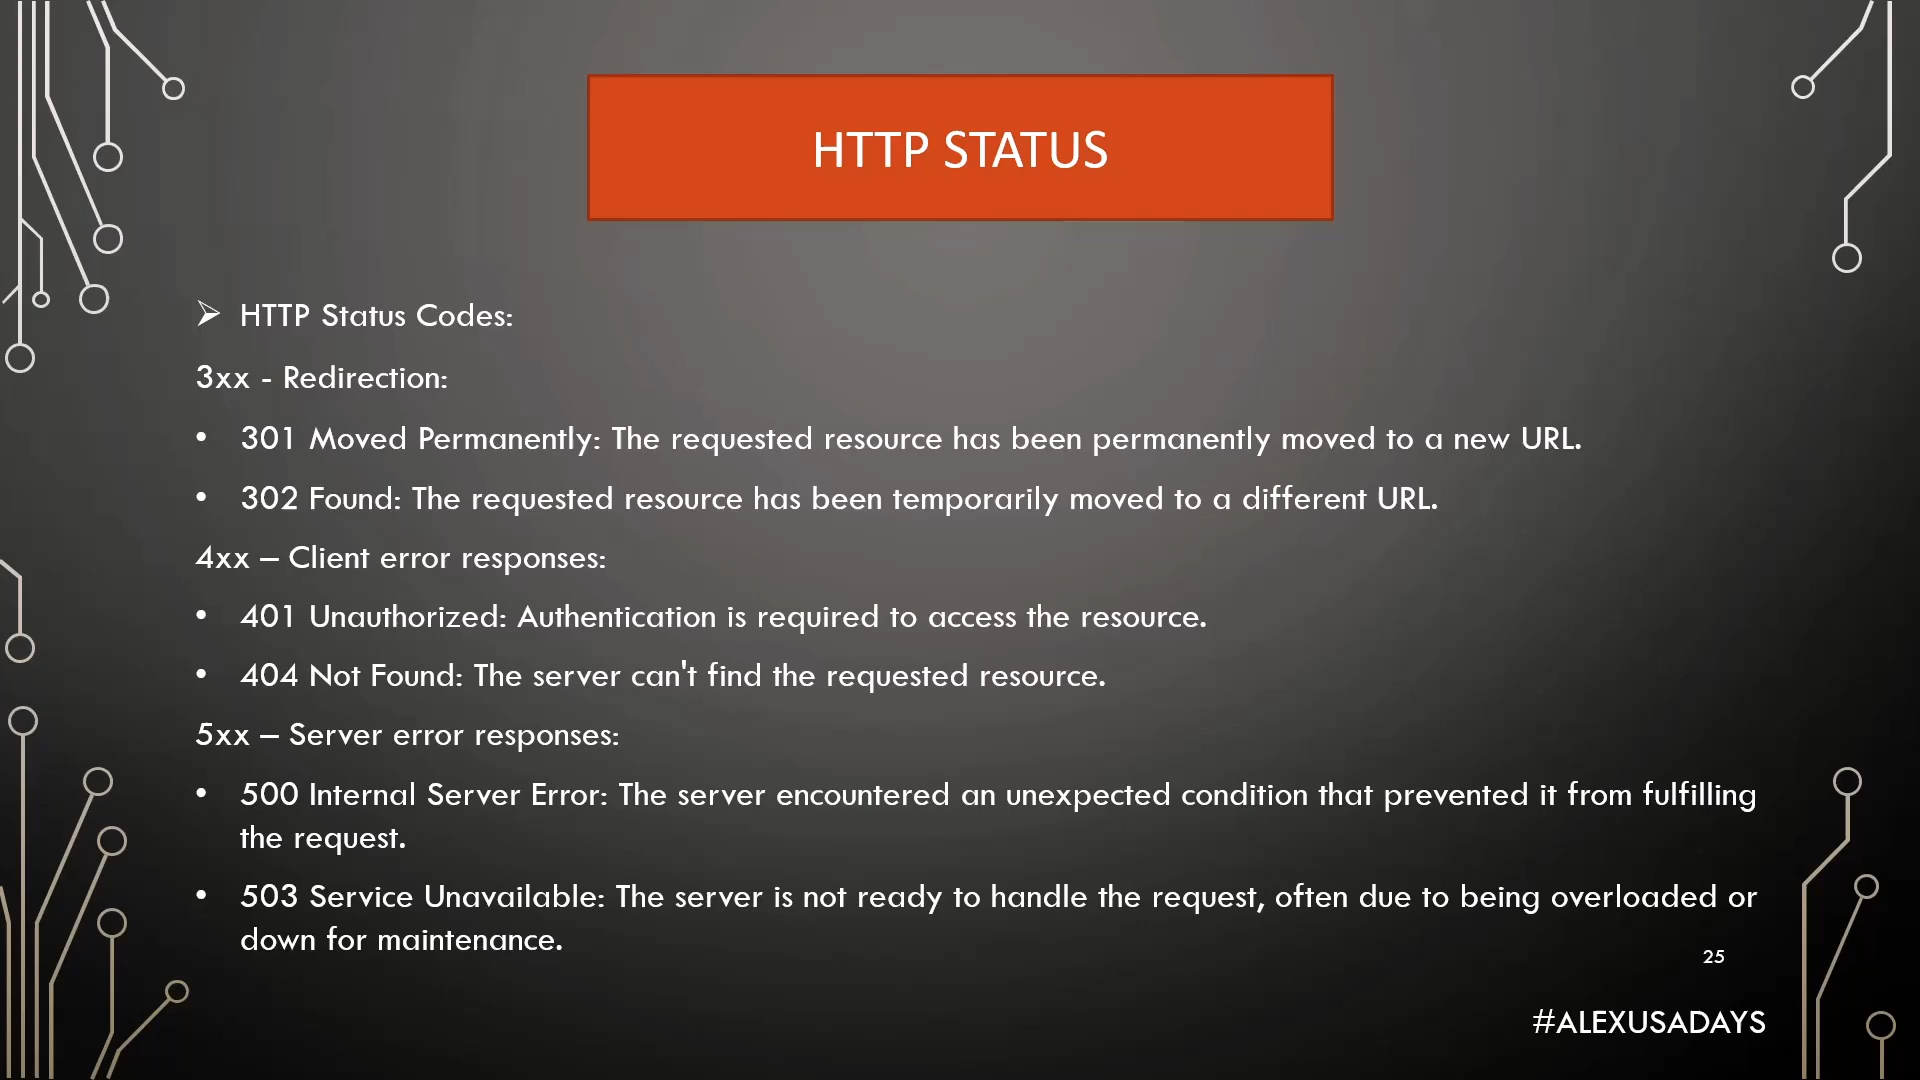 HTTP STATUS
➢ HTTP Status Codes:
3xx - Redirection:
• 301 Moved Permanently: The requested resource has been permanently moved to a new URL.
• 302 Found: The requested resource has been temporarily moved to a different URL.
4xx – Client error responses:
• 401 Unauthorized: Authentication is required to access the resource.
• 404 Not Found: The server can't find the requested resource.
5xx – Server error responses:
• 500 Internal Server Error: The server encountered an unexpected condition that prevented it from fulfilling
the request.
• 503 Service Unavailable: The server is not ready to handle the request, often due to being overloaded or
down for maintenance.
25
#ALEXUSADAYS